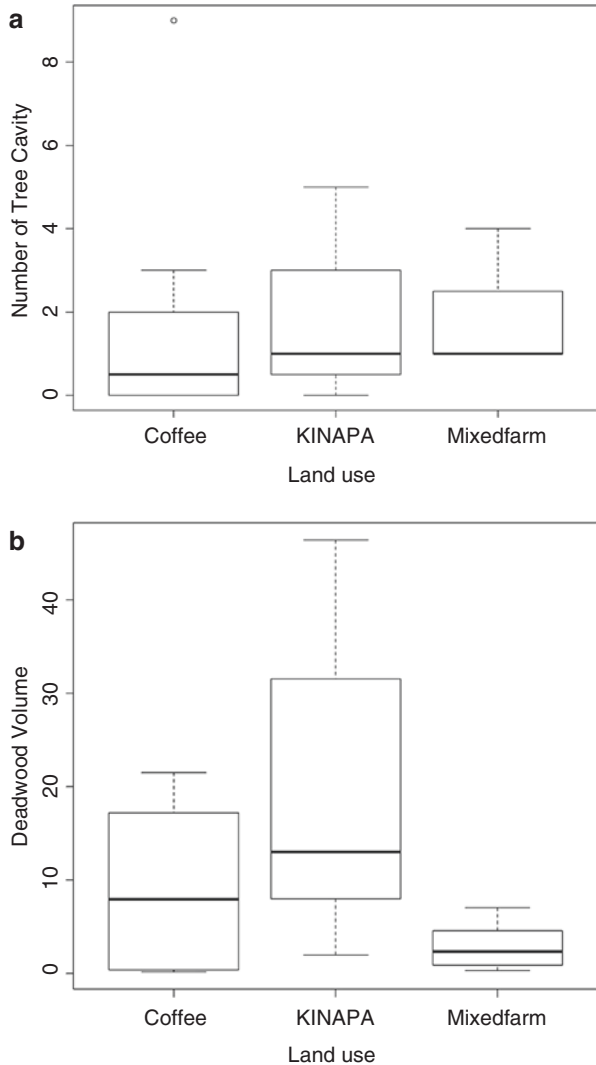 a
Number of Tree Cavity
8
6
4
2
0
Coffee KINAPA Mixedfarm
Land use
b
Deadwood Volume
40
30
20
10
0
Coffee KINAPA Mixedfarm
Land use